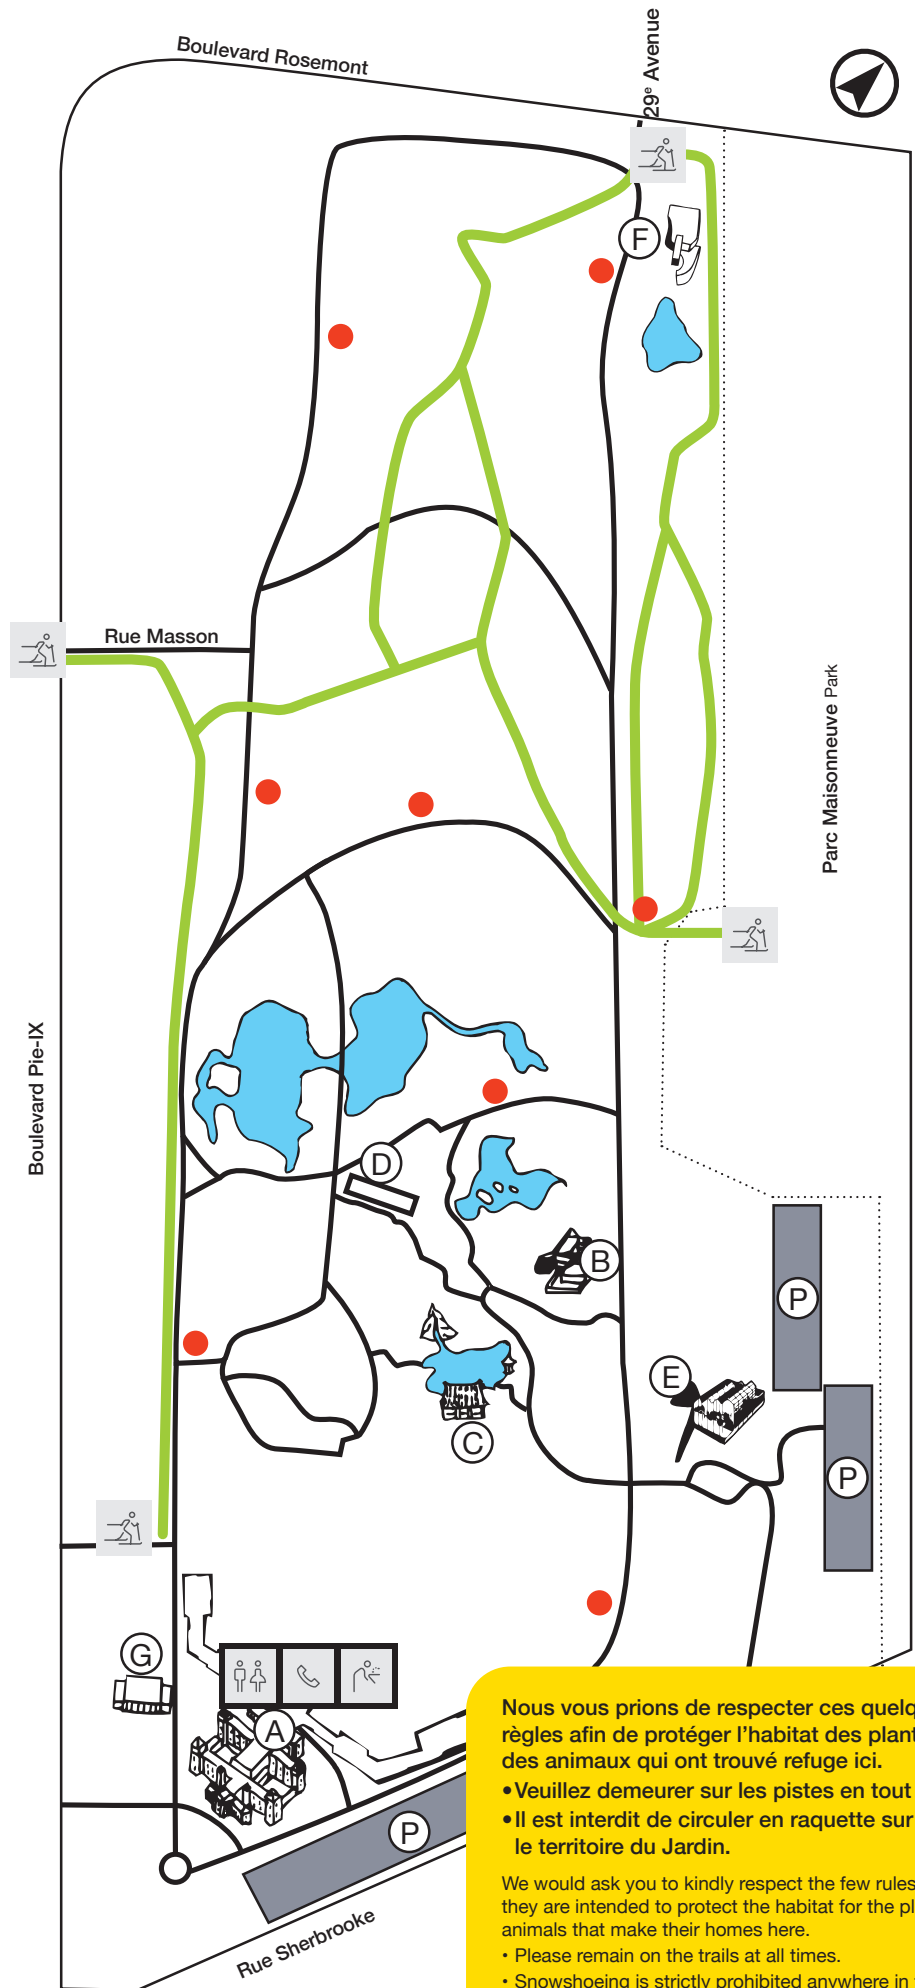 Boulevard Rosemont
29e Avenue
F
Rue Masson
Parc Maisonneuve Park
Boulevard Pie-IX
D
B
P
E
C
P
G
A
P
Rue Sherbrooke
Nous vous prions de respecter ces quelq
règles afin de protéger l'habitat des plant
des animaux qui ont trouvé refuge ici.
•Veuillez demeurer sur les pistes en tout
•Il est interdit de circuler en raquette sur
le territoire du Jardin.
We would ask you to kindly respect the few rules
they are intended to protect the habitat for the pl
animals that make their homes here.
• Please remain on the trails at all times.
• Snowshoeing is strictly prohibited anywhere in